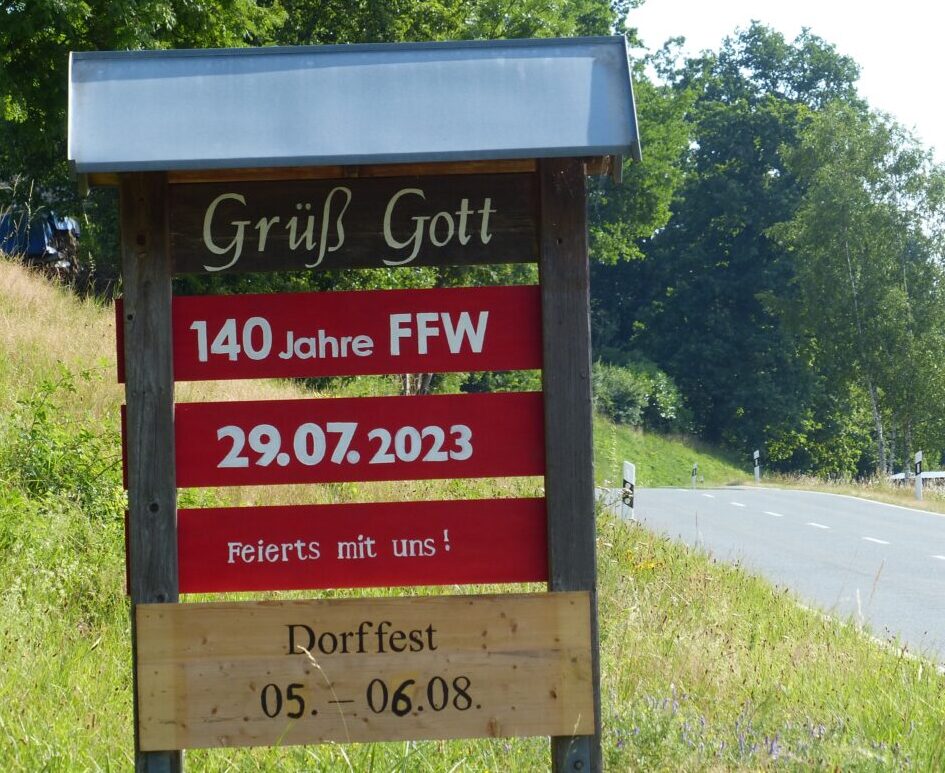 Grüß Gott
140 Jahre FFW
29.07.2023
Feierts mit uns!
Dorffest
05. – 06.08.